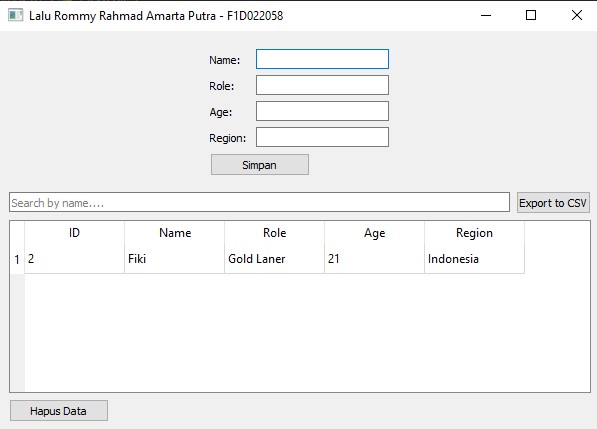 Lalu Rommy Rahmad Amarta Putra - F1D022058
Name:
Role:
Age:
Region:
Simpan
Search by name.... Export to CSV
ID Name Role Age Region
1 2 Fiki Gold Laner 21 Indonesia
Hapus Data